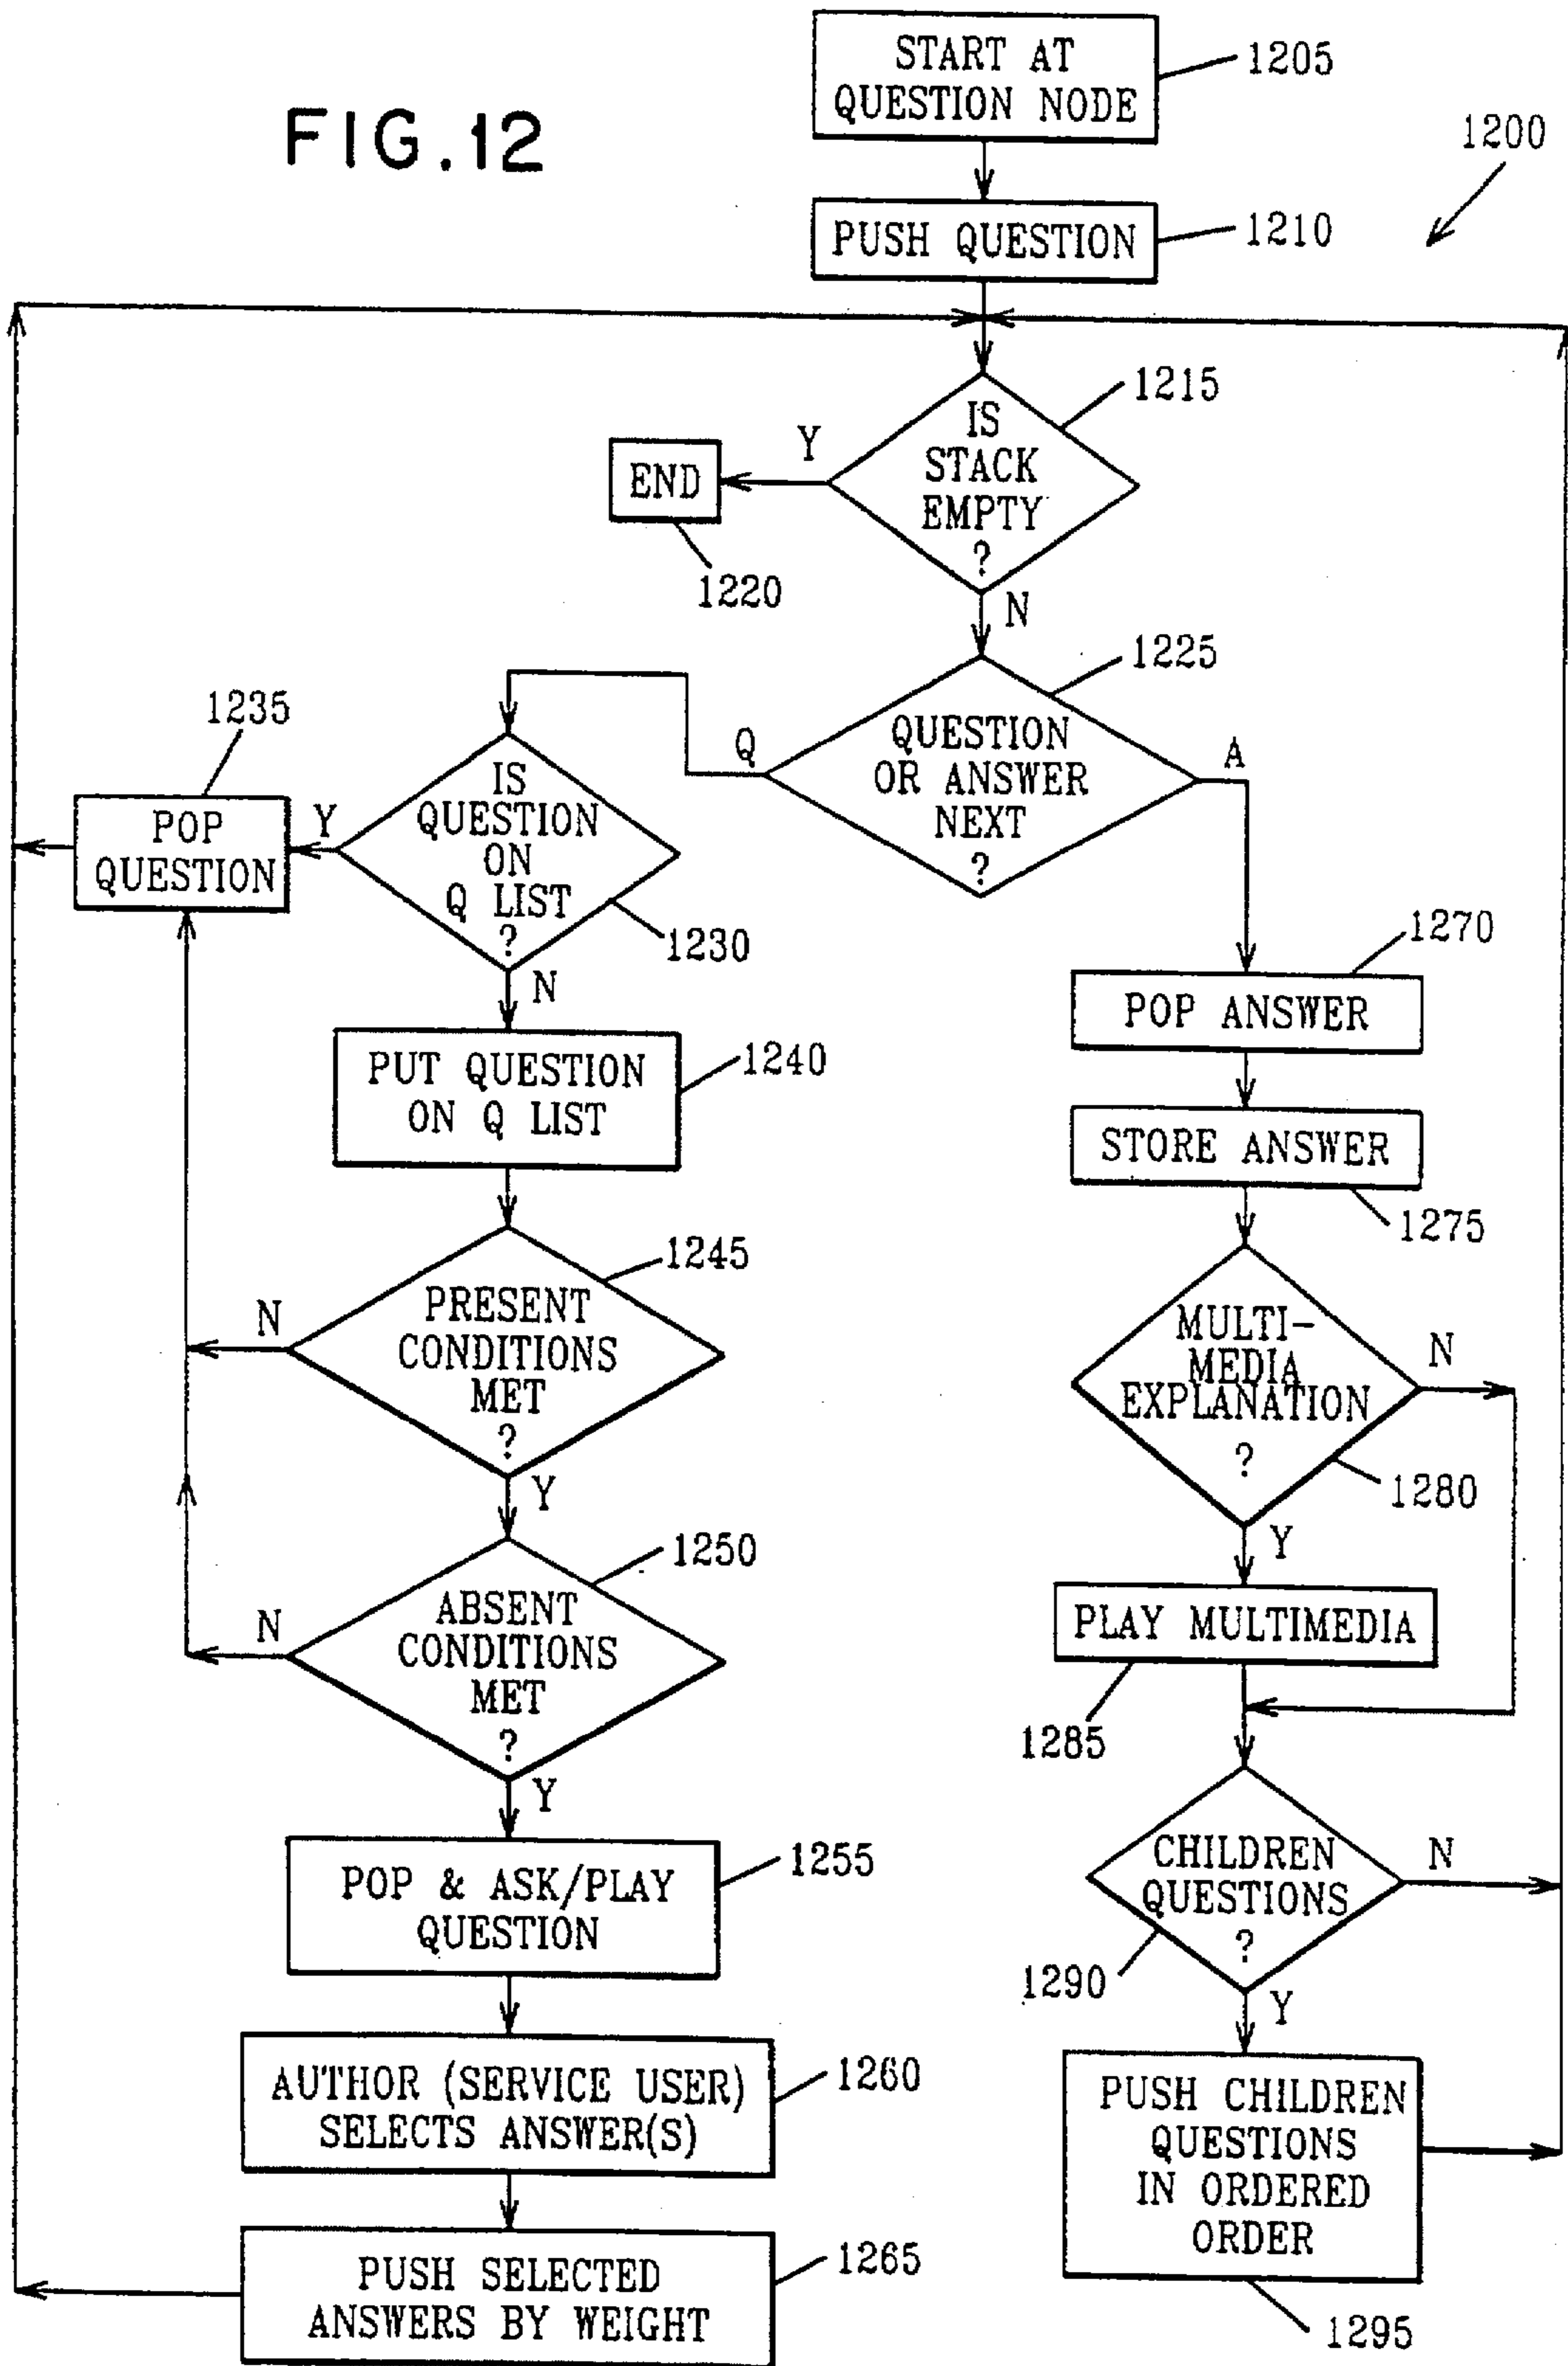 FIG.12
START AT
QUESTION NODE
1205
1200
PUSH QUESTION
1210
IS
STACK
EMPTY
?
1215
Y
END
1220
N
QUESTION
OR ANSWER
NEXT
?
1225
Q
A
IS
QUESTION
ON
Q LIST
?
1230
Y
POP
QUESTION
1235
N
PUT QUESTION
ON Q LIST
1240
PRESENT
CONDITIONS
MET
?
1245
N
Y
ABSENT
CONDITIONS
MET
?
1250
N
Y
POP & ASK/PLAY
QUESTION
1255
AUTHOR (SERVICE USER)
SELECTS ANSWER(S)
1260
PUSH SELECTED
ANSWERS BY WEIGHT
1265
POP ANSWER
1270
STORE ANSWER
1275
MULTI-
MEDIA
EXPLANATION
?
1280
N
Y
PLAY MULTIMEDIA
1285
CHILDREN
QUESTIONS
?
1290
N
Y
PUSH CHILDREN
QUESTIONS
IN ORDERED
ORDER
1295